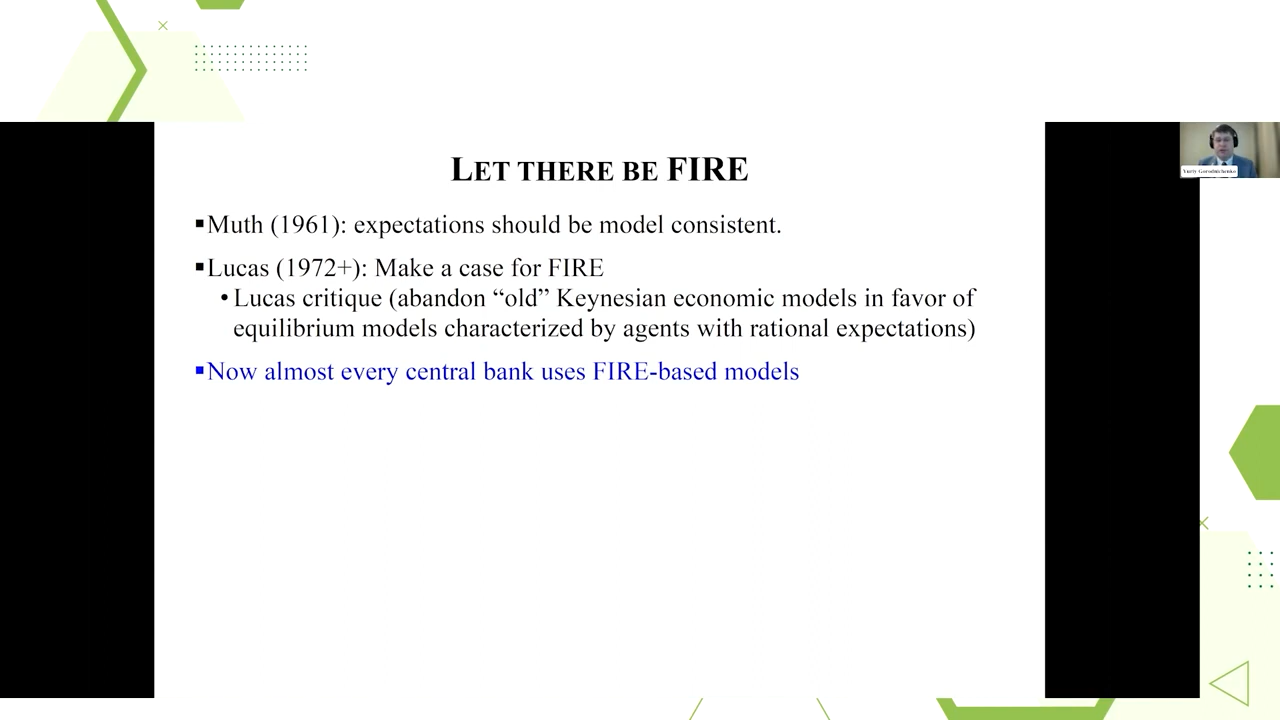 LET THERE BE FIRE
▪Muth (1961): expectations should be model consistent.
▪Lucas (1972+): Make a case for FIRE
• Lucas critique (abandon “old” Keynesian economic models in favor of
equilibrium models characterized by agents with rational expectations)
▪Now almost every central bank uses FIRE-based models
Yuriy Gorodnichenko